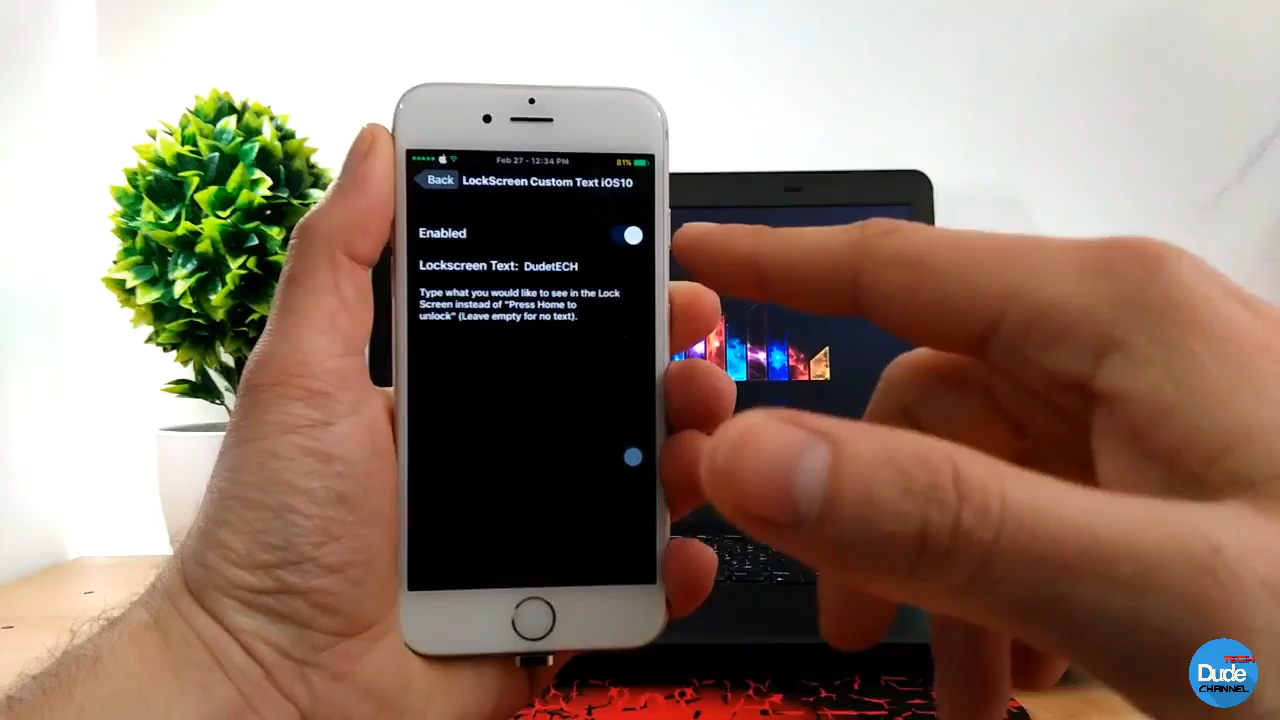 Feb 27 - 12:34 PM
81%
Back
LockScreen Custom Text iOS10
Enabled
Lockscreen Text: DudetECH
Type what you would like to see in the Lock
Screen instead of "Press Home to
unlock" (Leave empty for no text).
TECH
Dude
CHANNEL